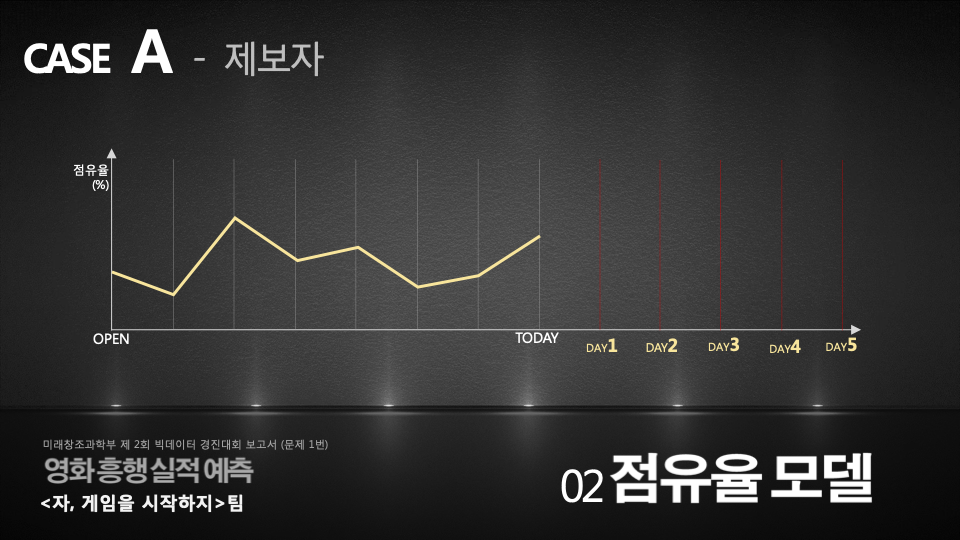 CASE A - 제보자
점유율
(%)
OPEN
TODAY
DAY1
DAY2
DAY3
DAY4
DAY5
미래창조과학부 제 2회 빅데이터 경진대회 보고서 (문제 1번)
영화 흥행 실적 예측
<자, 게임을 시작하지>팀
02 점유율 모델